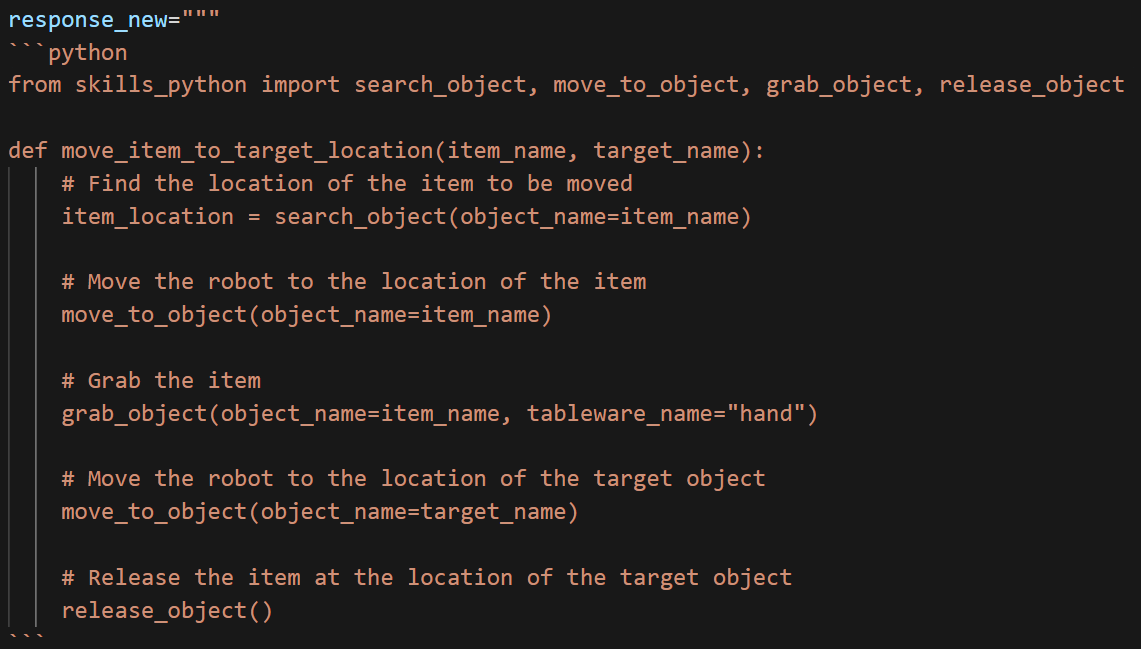 response_new="""
```python
from skills_python import search_object, move_to_object, grab_object, release_object

def move_item_to_target_location(item_name, target_name):
    # Find the location of the item to be moved
    item_location = search_object(object_name=item_name)

    # Move the robot to the location of the item
    move_to_object(object_name=item_name)

    # Grab the item
    grab_object(object_name=item_name, tableware_name="hand")

    # Move the robot to the location of the target object
    move_to_object(object_name=target_name)

    # Release the item at the location of the target object
    release_object()
```